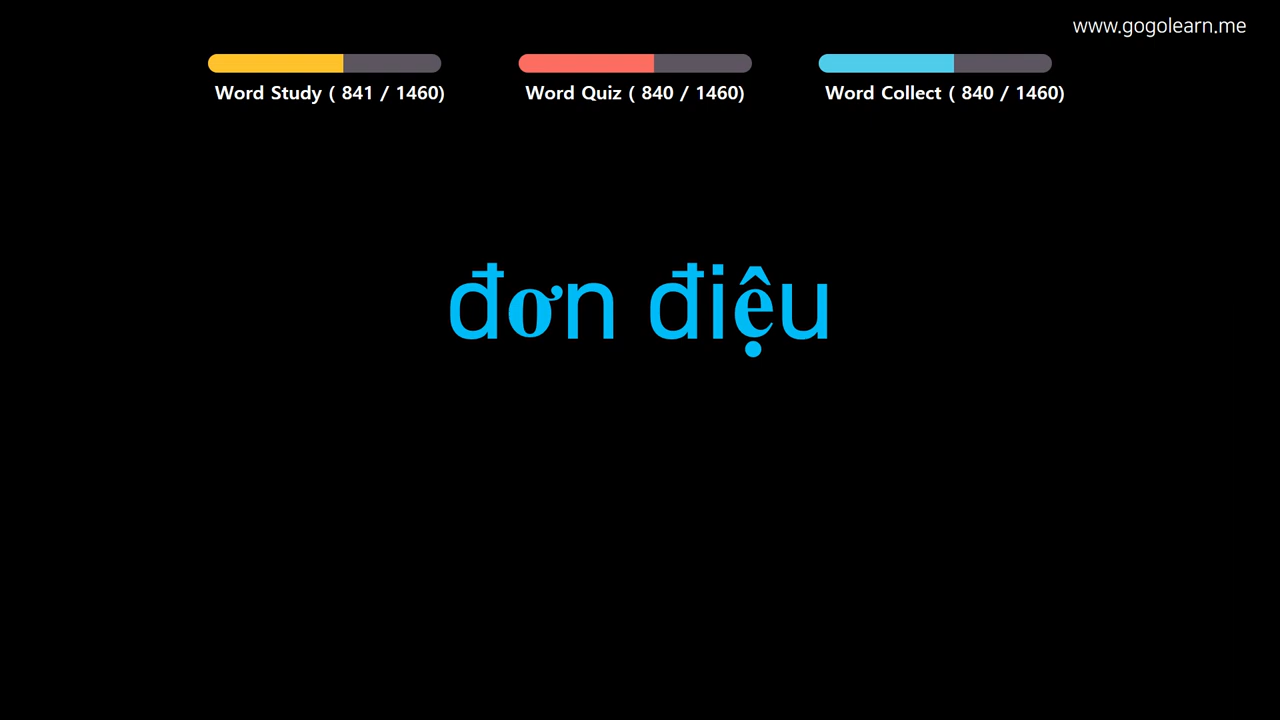 www.gogolearn.me
Word Study ( 841 / 1460)
Word Quiz ( 840 / 1460)
Word Collect ( 840 / 1460)
đơn điệu